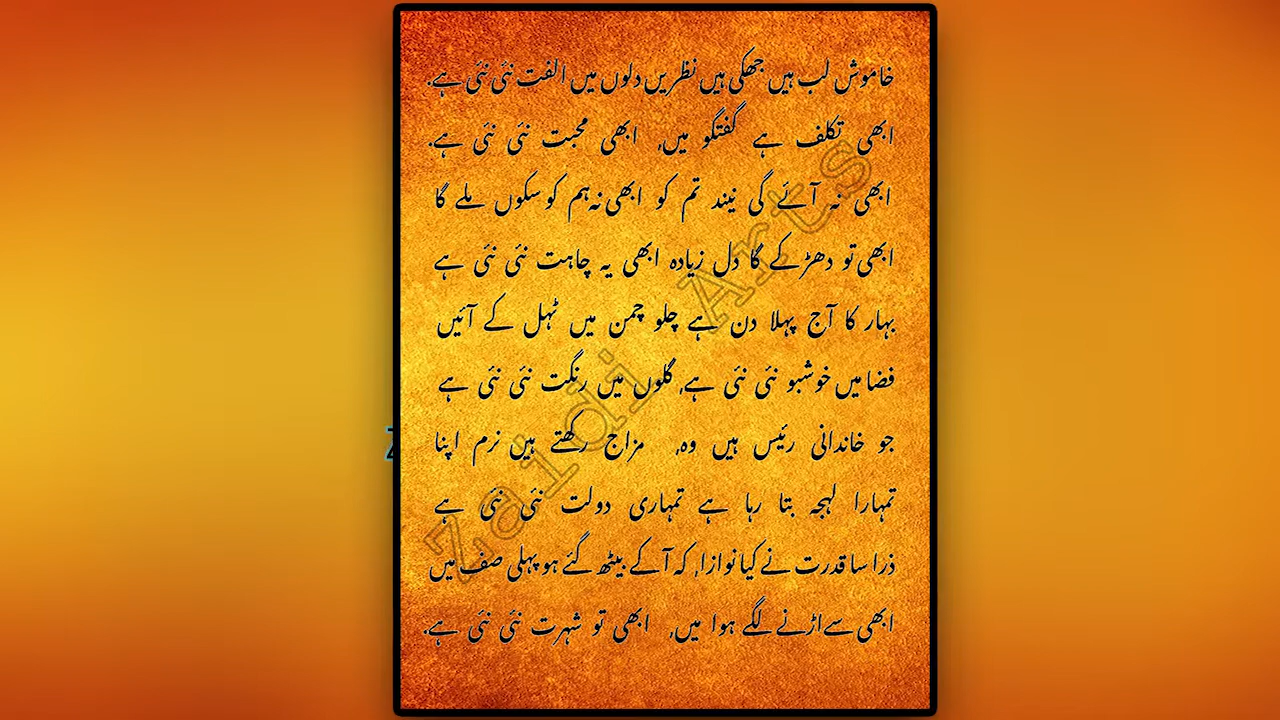 خاموش لب ہیں جھکی ہیں نظریں دلوں میں الفت نئی نئی ہے.
ابھی تکلف ہے گفتگو میں, ابھی محبت نئی نئی ہے.
ابھی نہ آئے گی نیند تم کو ابھی نہ ہم کو سکوں ملے گا
ابھی تو دھڑکے گا دل زیادہ ابھی یہ چاہت نئی نئی ہے
بہار کا آج پہلا دن ہے چلو چمن میں ٹہل کے آئیں
فضا میں خوشبو نئی نئی ہے, گلوں میں رنگت نئی نئی ہے
جو خاندانی رئیس ہیں وہ, مزاج رکھتے ہیں نرم اپنا
تمہارا لہجہ بتا رہا ہے تمہاری دولت نئی نئی ہے
ذرا سا قدرت نے کیا نوازا, کہ آکے بیٹھ گئے ہو پہلی صف میں
ابھی سے اڑنے لگے ہوا میں, ابھی تو شہرت نئی نئی ہے.
Zaidi Arts